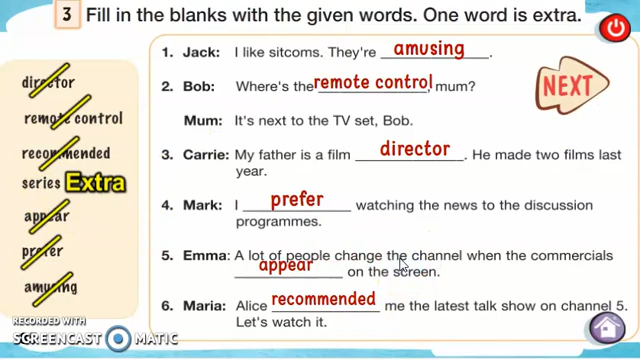 3 Fill in the blanks with the given words. One word is extra.
director
remote control
recommended
series Extra
appear
prefer
amusing
1. Jack: I like sitcoms. They're amusing.
2. Bob: Where's the remote control, mum?
Mum: It's next to the TV set, Bob.
3. Carrie: My father is a film director. He made two films last
year.
4. Mark: I prefer watching the news to the discussion
programmes.
5. Emma: A lot of people change the channel when the commercials
appear on the screen.
6. Maria: Alice recommended me the latest talk show on channel 5.
Let's watch it.
NEXT
RECORDED WITH
SCREENCAST MATIC